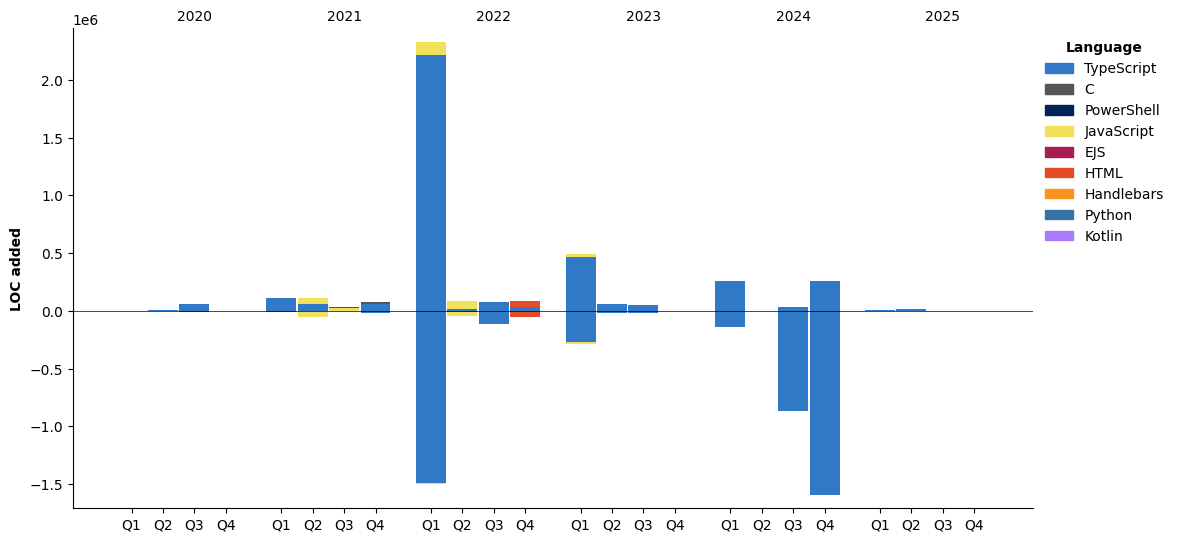 1e6
2020 2021 2022 2023 2024 2025
LOC added
2.0
1.5
1.0
0.5
0.0
−0.5
−1.0
−1.5
Q1 Q2 Q3 Q4 Q1 Q2 Q3 Q4 Q1 Q2 Q3 Q4 Q1 Q2 Q3 Q4 Q1 Q2 Q3 Q4 Q1 Q2 Q3 Q4
Language
TypeScript
C
PowerShell
JavaScript
EJS
HTML
Handlebars
Python
Kotlin